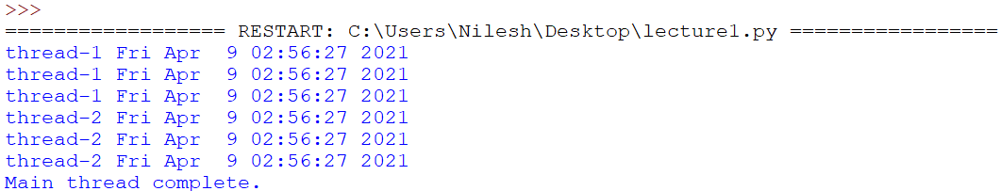 >>>
================== RESTART: C:\Users\Nilesh\Desktop\lecture1.py =================
thread-1 Fri Apr  9 02:56:27 2021
thread-1 Fri Apr  9 02:56:27 2021
thread-1 Fri Apr  9 02:56:27 2021
thread-2 Fri Apr  9 02:56:27 2021
thread-2 Fri Apr  9 02:56:27 2021
thread-2 Fri Apr  9 02:56:27 2021
Main thread complete.